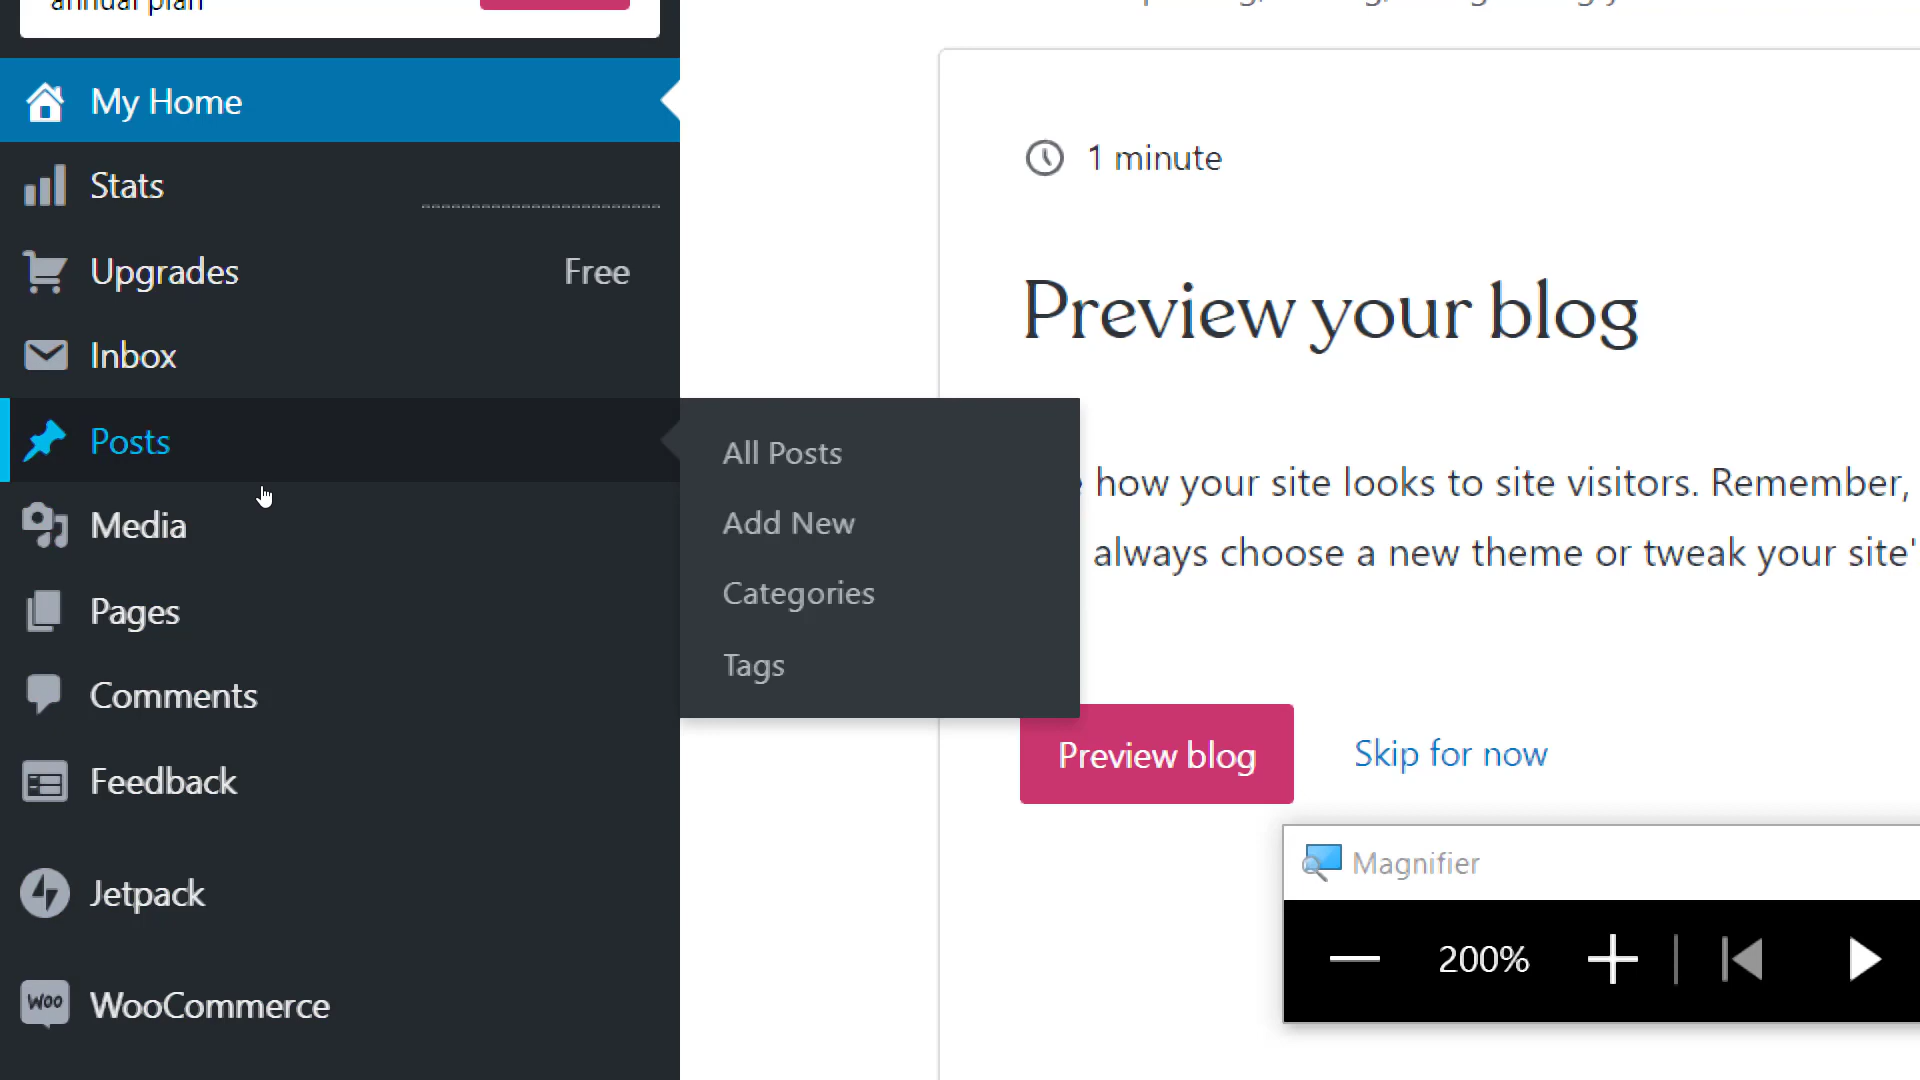 annual plan
My Home
Stats
Upgrades
Free
Inbox
Posts
Media
Pages
Comments
Feedback
Jetpack
WOO
WooCommerce
All Posts
Add New
Categories
Tags
1 minute
Preview your blog
how your site looks to site visitors. Remember,
always choose a new theme or tweak your site'
Preview blog
Skip for now
Magnifier
200%